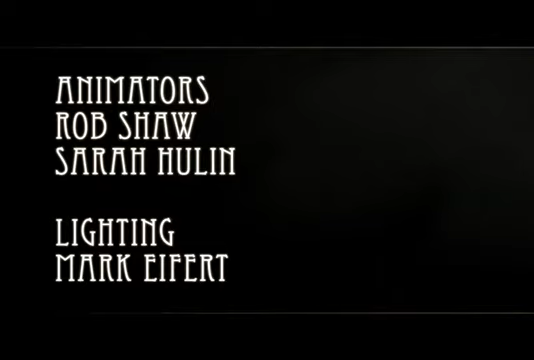 ANIMATORS
ROB SHAW
SARAH HULIN
LIGHTING
MARK EIFERT